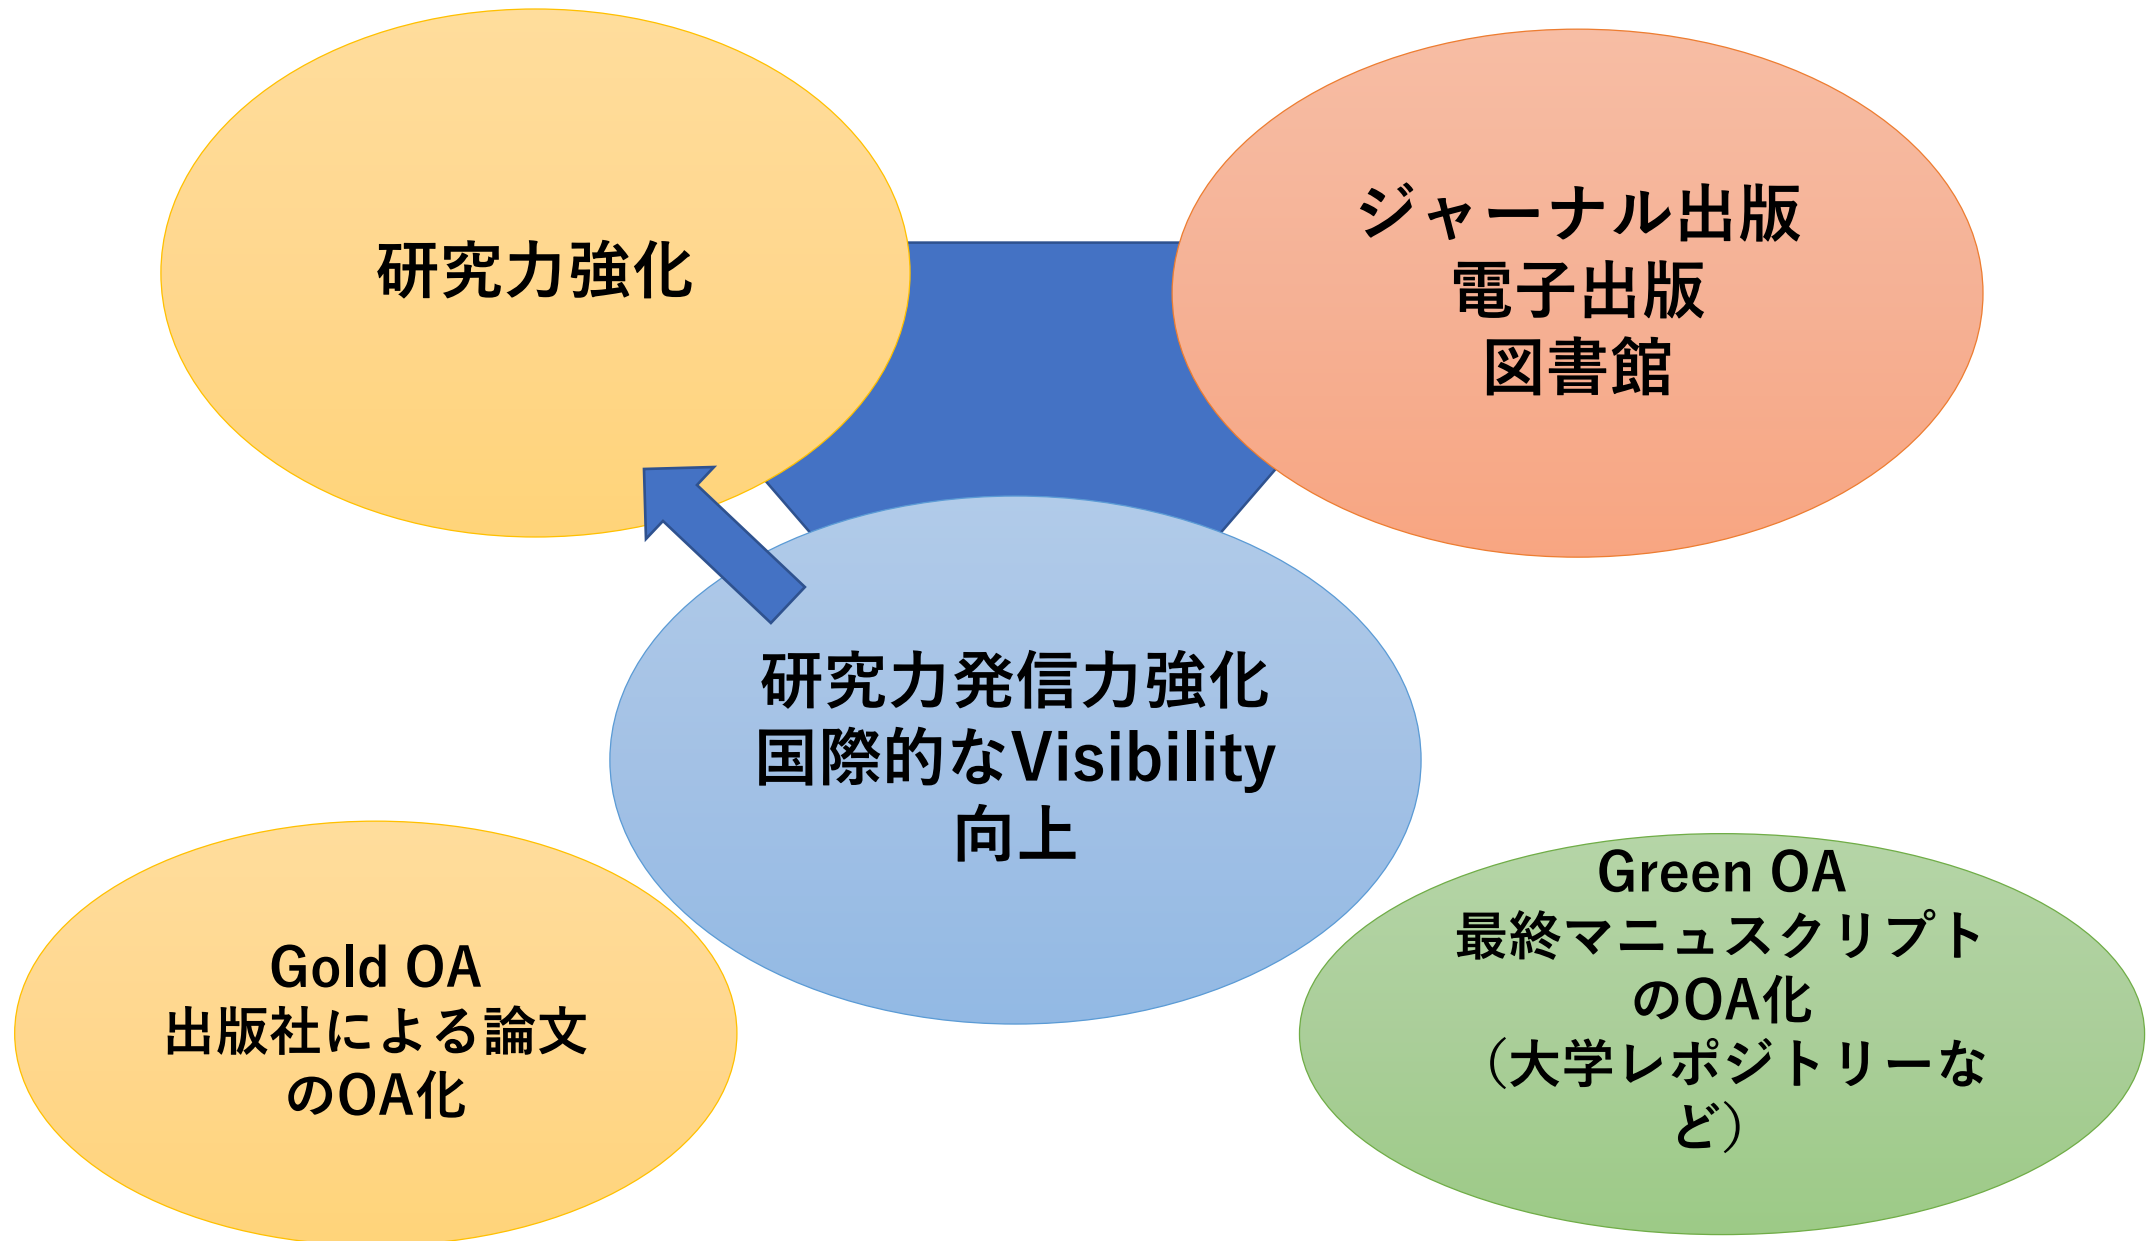 研究力強化
ジャーナル出版
電子出版
図書館
研究力発信力強化
国際的なVisibility
向上
Gold OA
出版社による論文
のOA化
Green OA
最終マニュスクリプト
のOA化
（大学レポジトリーな
ど）